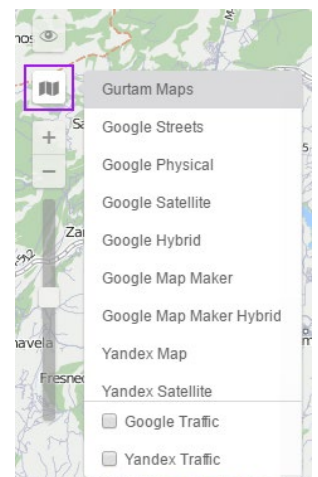 Gurtam Maps
Google Streets
Google Physical
Google Satellite
Google Hybrid
Google Map Maker
Google Map Maker Hybrid
Yandex Map
Yandex Satellite
Google Traffic
Yandex Traffic